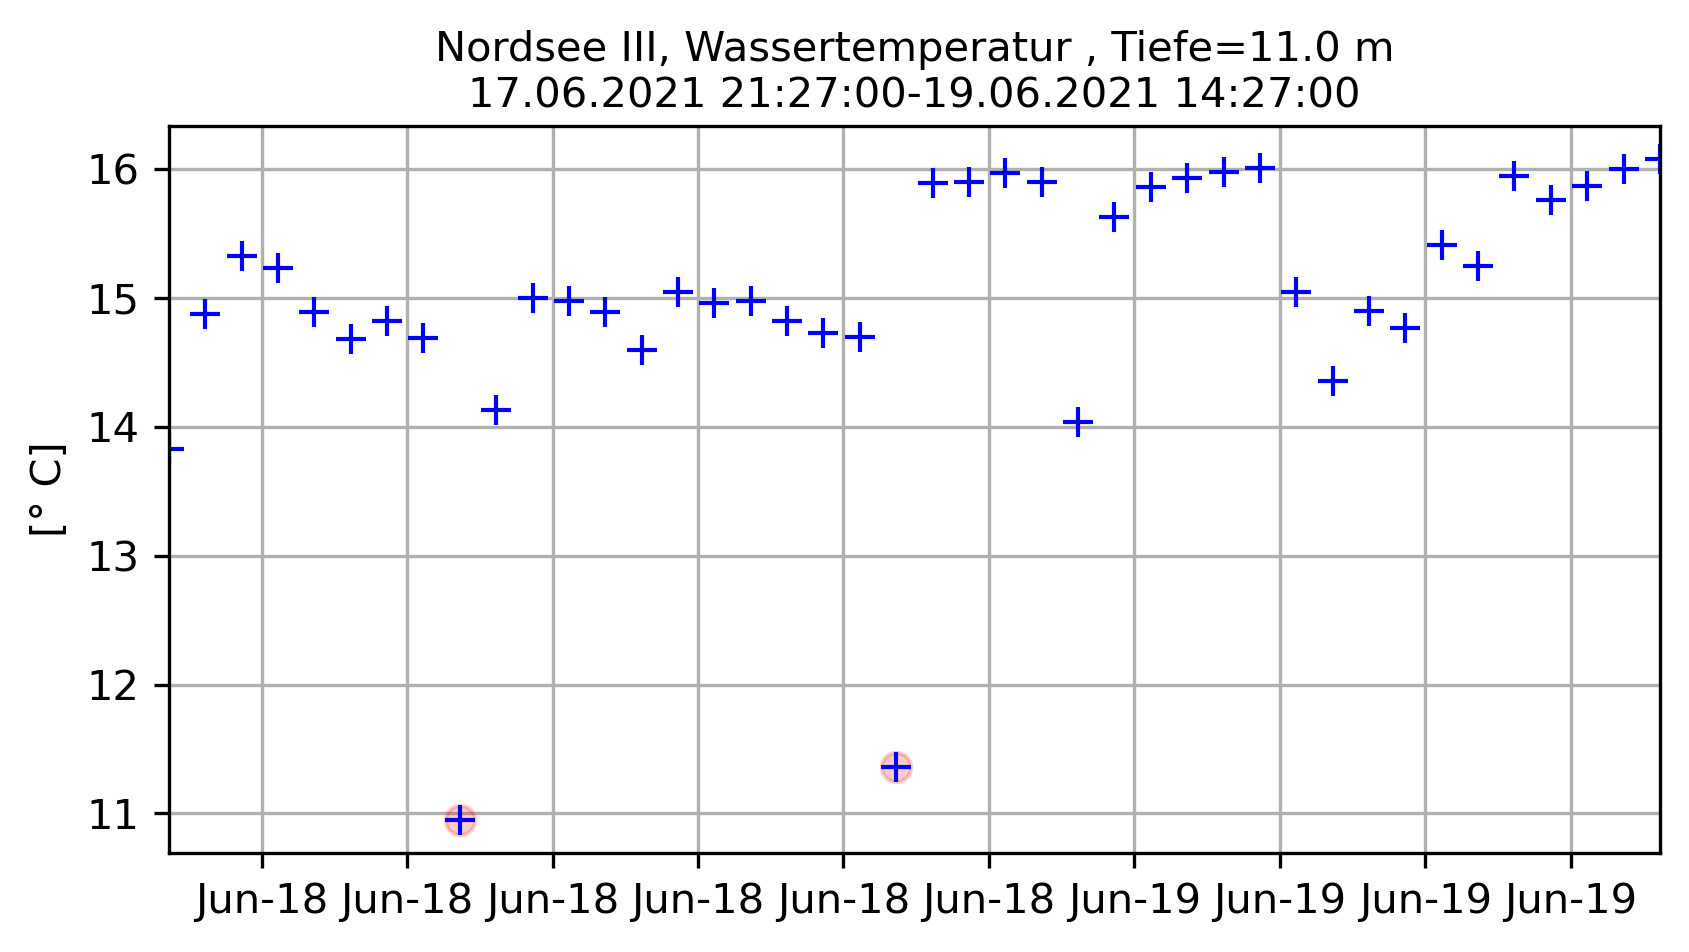 Nordsee III, Wassertemperatur , Tiefe=11.0 m
17.06.2021 21:27:00-19.06.2021 14:27:00
16
15
14
13
12
11
[° C]
Jun-18 Jun-18 Jun-18 Jun-18 Jun-18 Jun-18 Jun-19 Jun-19 Jun-19 Jun-19